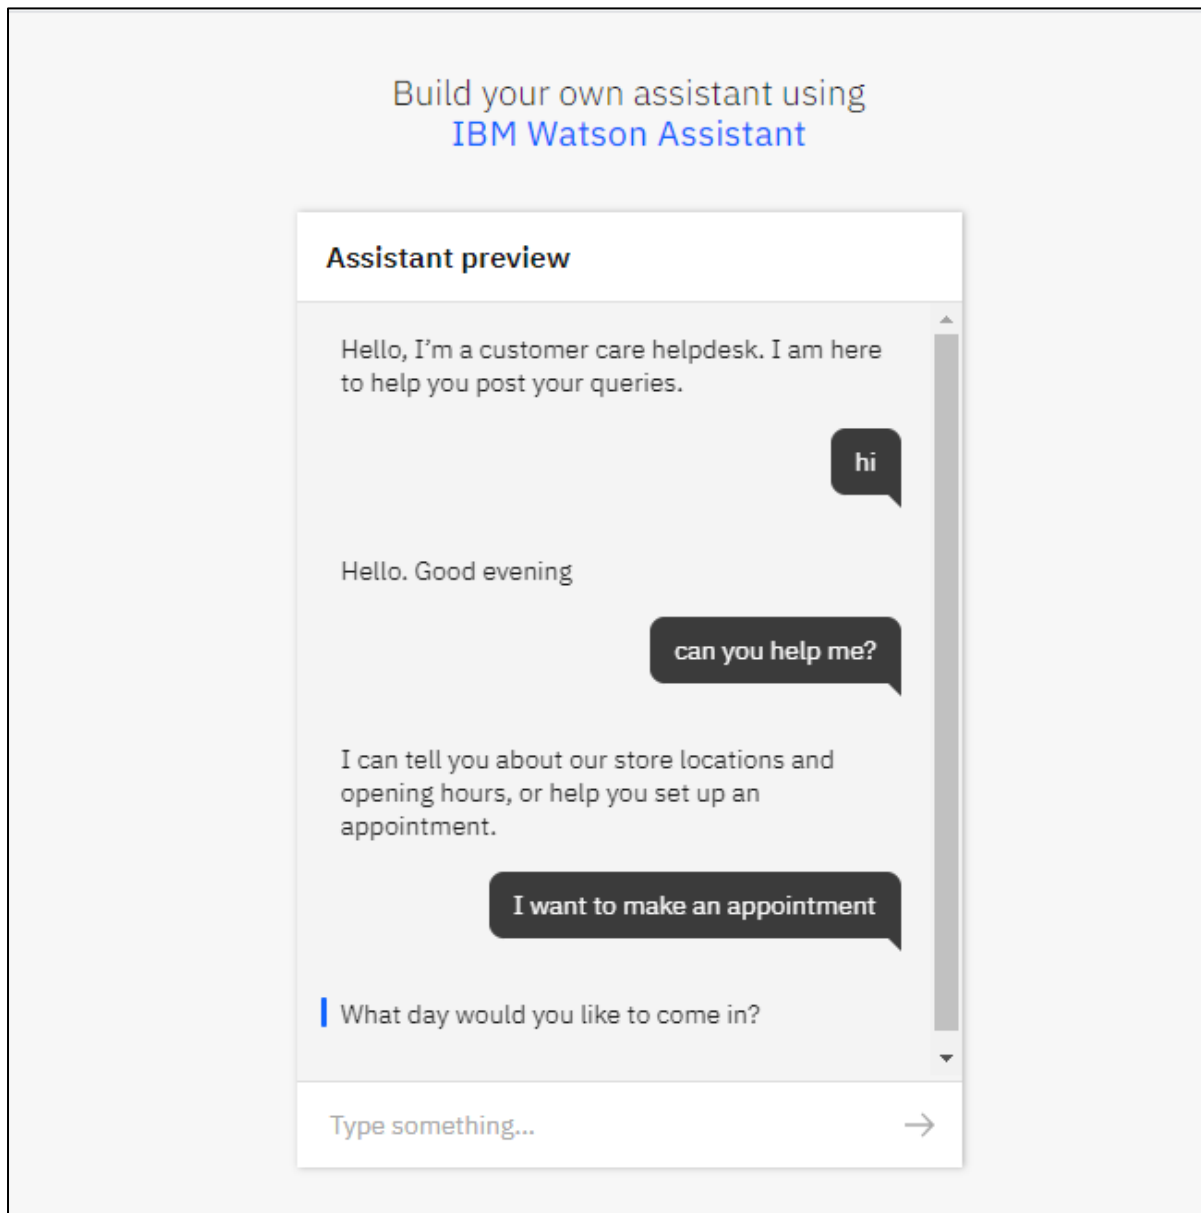 Build your own assistant using
IBM Watson Assistant
Assistant preview
Hello, I’m a customer care helpdesk. I am here
to help you post your queries.
hi
Hello. Good evening
can you help me?
I can tell you about our store locations and
opening hours, or help you set up an
appointment.
I want to make an appointment
What day would you like to come in?
Type something...